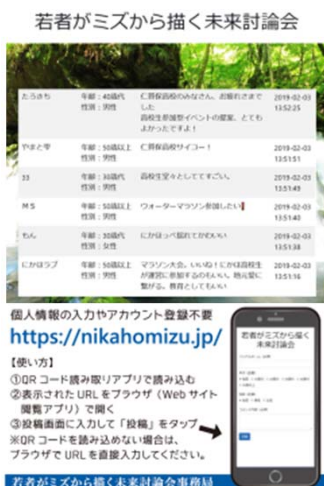 若者がミズから描く未来討論会
たろきち 年齢：40歳代 性別：男性 仁賀保高校のみなさん、お疲れさまでした 2019-02-03 13:52:25
高校生参加型イベントの提案、とてもよかったですよ！
やまと雫 年齢：50歳以上 性別：男性 仁賀保高校サイコー！ 2019-02-03 13:51:51
33 年齢：30歳代 性別：男性 高校生堂々としててすごい。 2019-02-03 13:51:49
MS 年齢：50歳以上 性別：男性 ウォーターマラソン参加したい 2019-02-03 13:51:40
もん 年齢：30歳代 性別：女性 にかほっぺ揺れてかわいい 2019-02-03 13:51:38
にかほラブ 年齢：50歳以上 性別：男性 マラソン大会。いいね！にかほ高校生が運営に参加するのもいい。地元愛に繋がる。教育としてもいい 2019-02-03 13:51:16
個人情報の入力やアカウント登録不要
https://nikahomizu.jp/
【使い方】
①QRコード読み取りアプリで読み込む
②表示されたURLをブラウザ（Webサイト
閲覧アプリ）で開く
③投稿画面に入力して「投稿」をタップ
※QRコードを読み込めない場合は、
ブラウザでURLを直接入力してください。
若者がミズから描く
未来討論会
若者がミズから描く未来討論会事務局